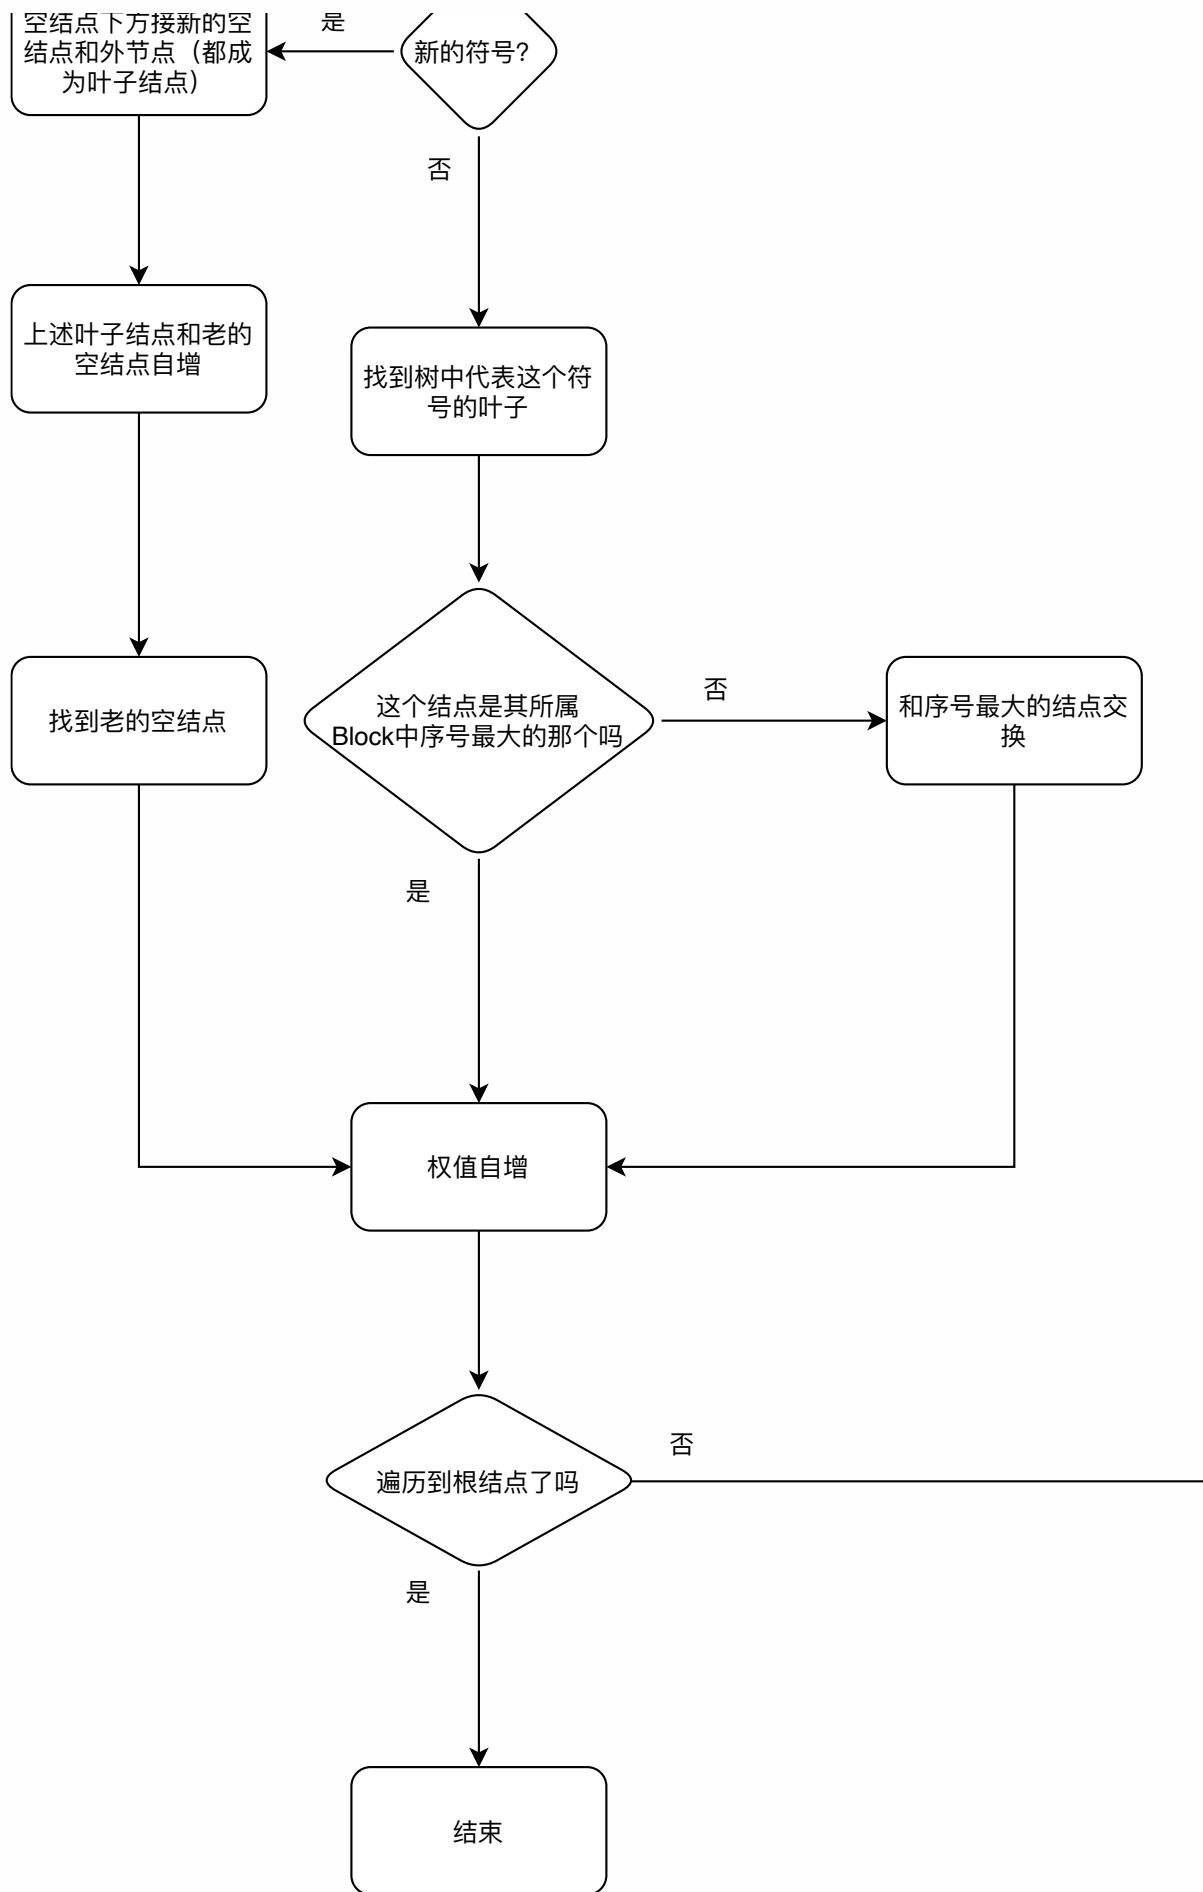 空结点下方接新的空
结点和外节点（都成
为叶子结点）
是
新的符号？
否
上述叶子结点和老的
空结点自增
找到树中代表这个符
号的叶子
找到老的空结点
这个结点是其所属
Block中序号最大的那个吗
否
和序号最大的结点交
换
是
权值自增
遍历到根结点了吗
否
是
结束